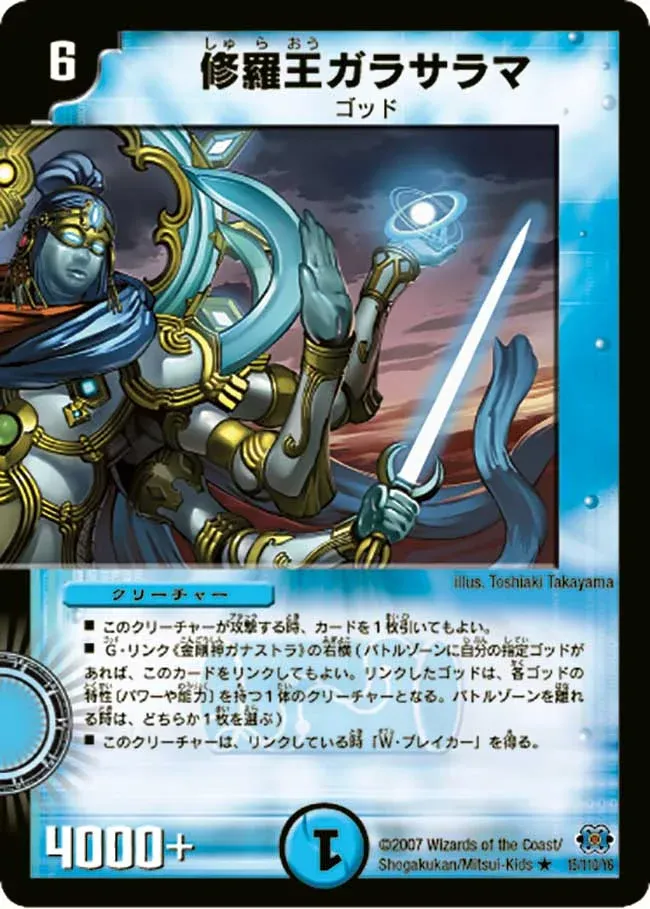 6
修羅王ガラサラマ
ゴッド
illus. Toshiaki Takayama
クリーチャー
■ このクリーチャーが攻撃する時、カードを1枚引いてもよい。
■ G・リンク《金剛神ガナストラ》の右横(バトルゾーンに自分の指定ゴッドが
あれば、このカードをリンクしてもよい。リンクしたゴッドは、各ゴッドの
特性[パワーや能力]を持つ1体のクリーチャーとなる。バトルゾーンを離れ
る時は、どちらか1枚を選ぶ)
■ このクリーチャーは、リンクしている時「W・ブレイカー」を得る。
4000+
1
©2007 Wizards of the Coast/
Shogakukan/Mitsui-Kids ★ 15/110/Y6